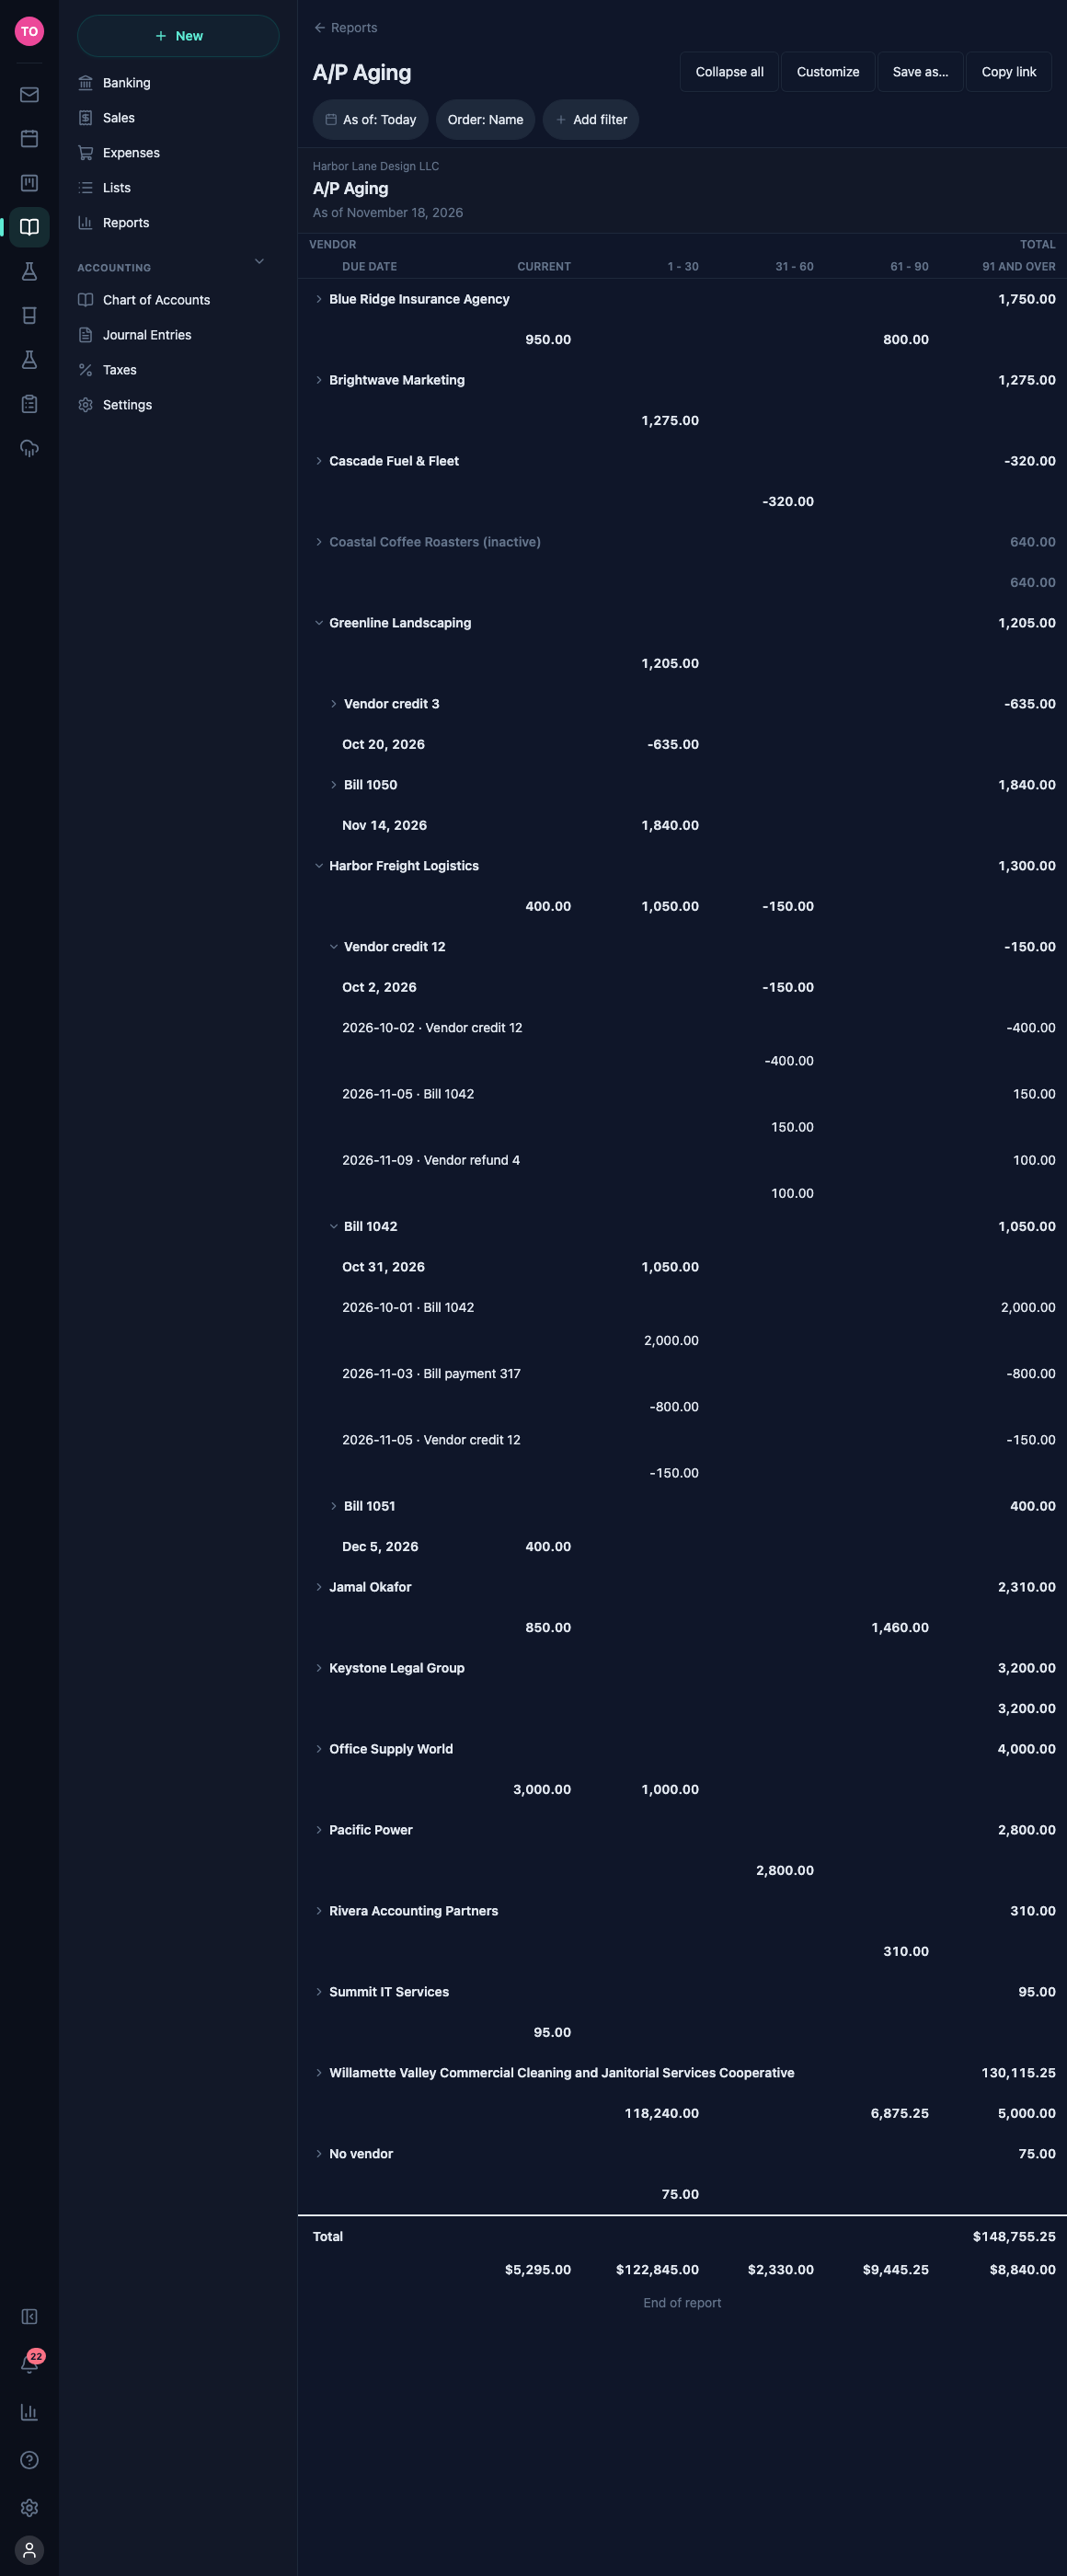 TO
New
Banking
Sales
Expenses
Lists
Reports
ACCOUNTING
Chart of Accounts
Journal Entries
Taxes
Settings
22
Reports
A/P Aging
Collapse all Customize Save as... Copy link
As of: Today Order: Name Add filter
Harbor Lane Design LLC
A/P Aging
As of November 18, 2026
VENDOR TOTAL
DUE DATE CURRENT 1 - 30 31 - 60 61 - 90 91 AND OVER
Blue Ridge Insurance Agency 1,750.00
950.00 800.00
Brightwave Marketing 1,275.00
1,275.00
Cascade Fuel & Fleet -320.00
-320.00
Coastal Coffee Roasters (inactive) 640.00
640.00
Greenline Landscaping 1,205.00
1,205.00
Vendor credit 3 -635.00
Oct 20, 2026 -635.00
Bill 1050 1,840.00
Nov 14, 2026 1,840.00
Harbor Freight Logistics 1,300.00
400.00 1,050.00 -150.00
Vendor credit 12 -150.00
Oct 2, 2026 -150.00
2026-10-02 · Vendor credit 12 -400.00
-400.00
2026-11-05 · Bill 1042 150.00
150.00
2026-11-09 · Vendor refund 4 100.00
100.00
Bill 1042 1,050.00
Oct 31, 2026 1,050.00
2026-10-01 · Bill 1042 2,000.00
2,000.00
2026-11-03 · Bill payment 317 -800.00
-800.00
2026-11-05 · Vendor credit 12 -150.00
-150.00
Bill 1051 400.00
Dec 5, 2026 400.00
Jamal Okafor 2,310.00
850.00 1,460.00
Keystone Legal Group 3,200.00
3,200.00
Office Supply World 4,000.00
3,000.00 1,000.00
Pacific Power 2,800.00
2,800.00
Rivera Accounting Partners 310.00
310.00
Summit IT Services 95.00
95.00
Willamette Valley Commercial Cleaning and Janitorial Services Cooperative 130,115.25
118,240.00 6,875.25 5,000.00
No vendor 75.00
75.00
Total $148,755.25
$5,295.00 $122,845.00 $2,330.00 $9,445.25 $8,840.00
End of report